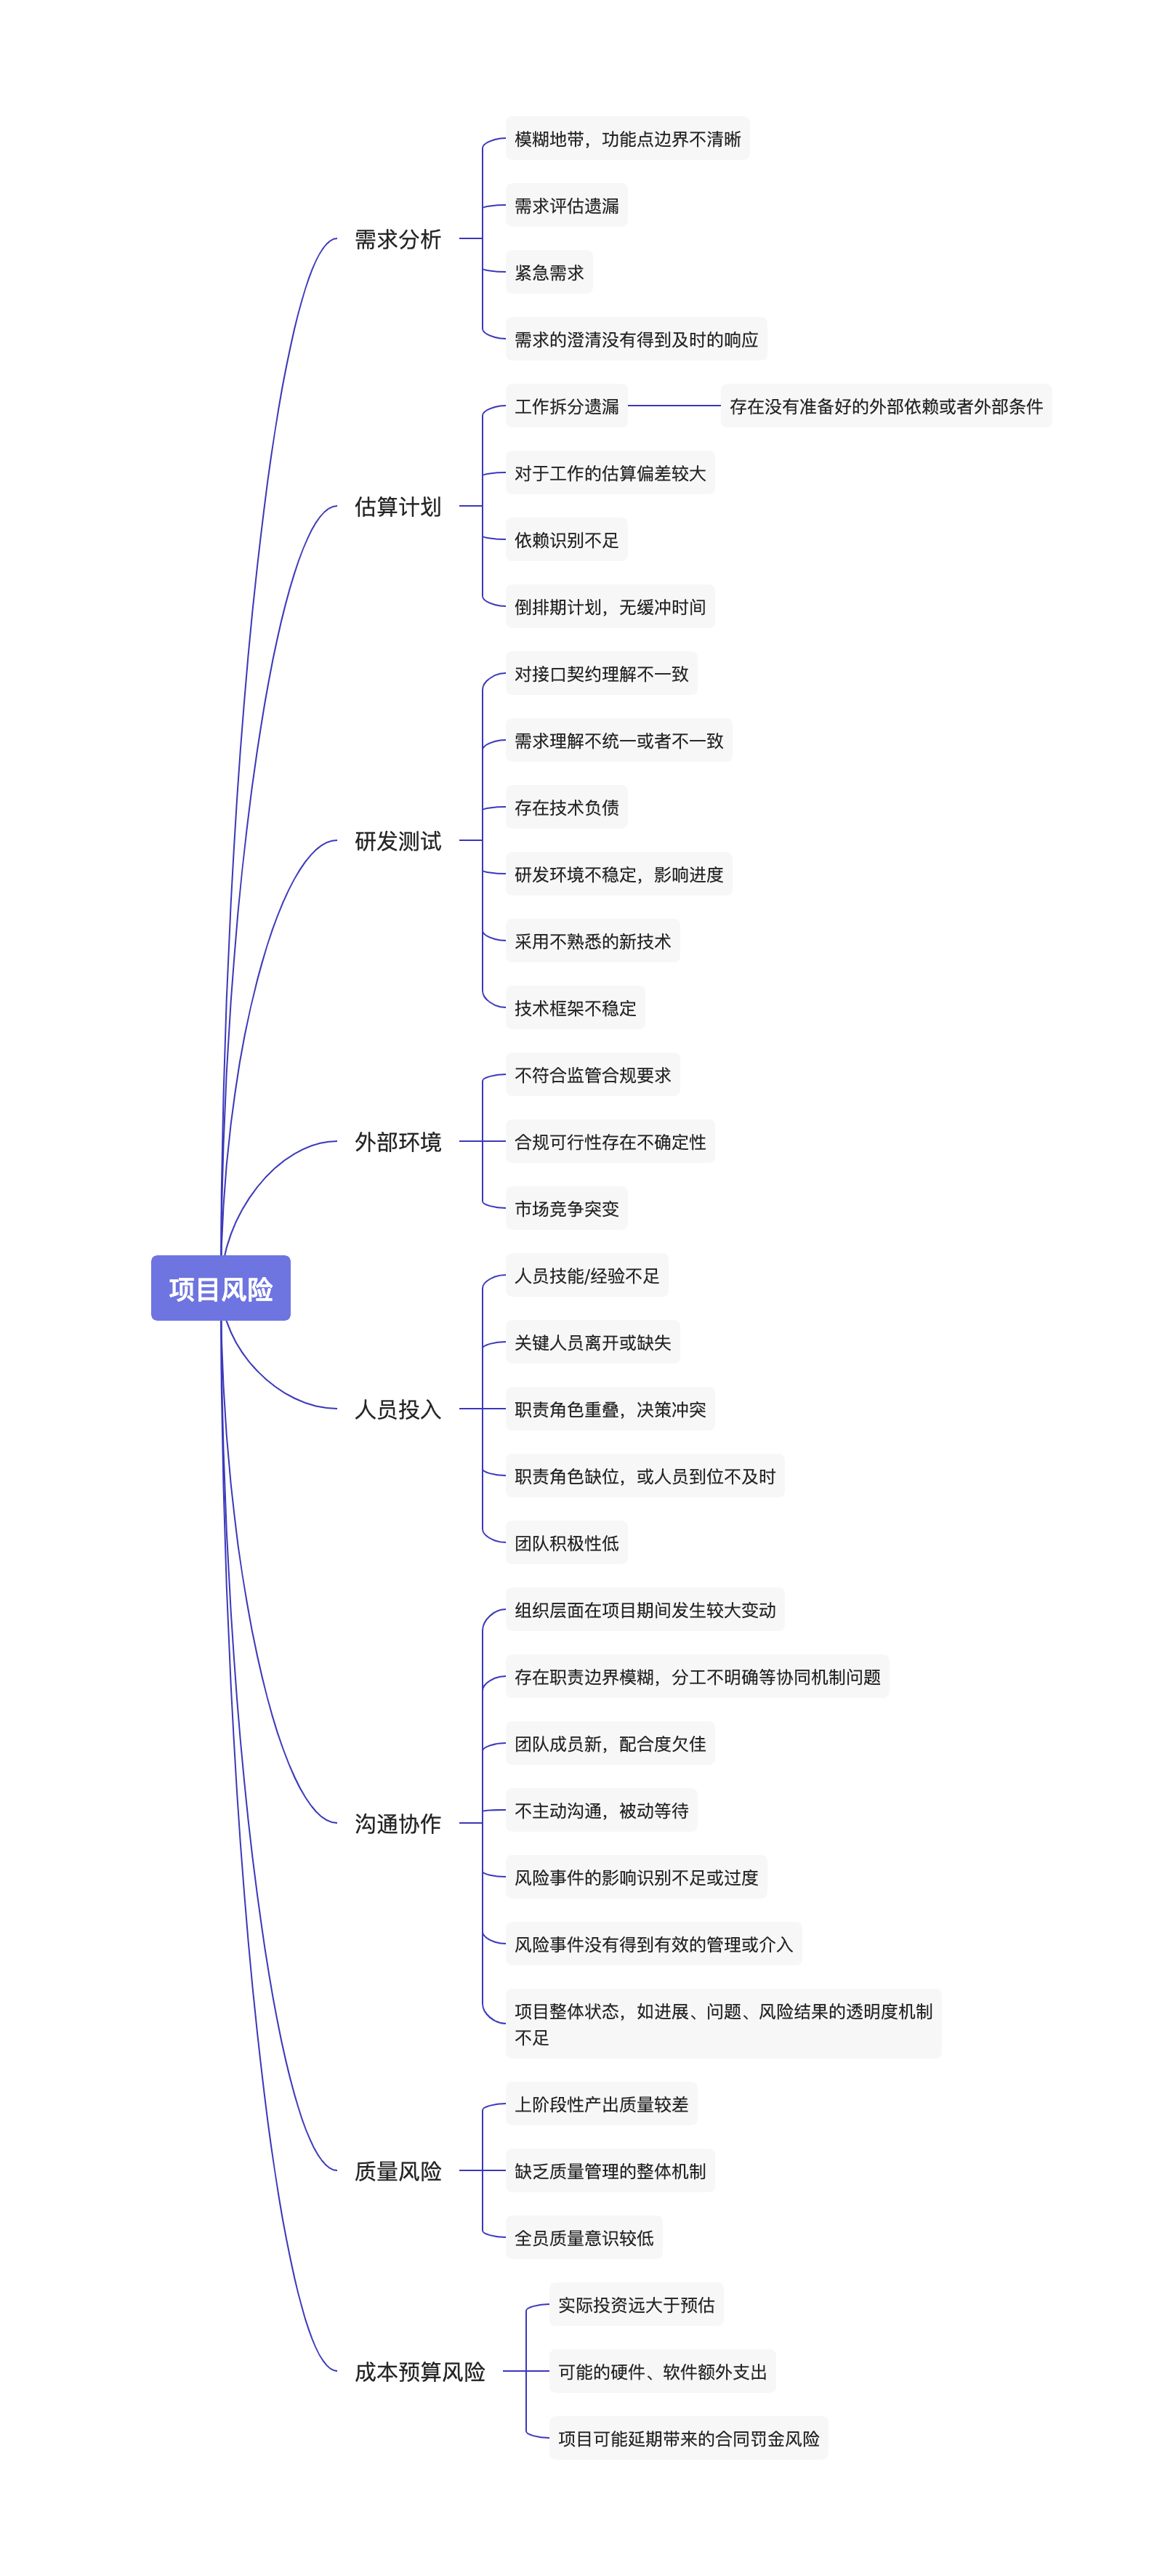 模糊地带，功能点边界不清晰
需求评估遗漏
需求分析
紧急需求
需求的澄清没有得到及时的响应
工作拆分遗漏
存在没有准备好的外部依赖或者外部条件
对于工作的估算偏差较大
估算计划
依赖识别不足
倒排期计划，无缓冲时间
对接口契约理解不一致
需求理解不统一或者不一致
存在技术负债
研发测试
研发环境不稳定，影响进度
采用不熟悉的新技术
技术框架不稳定
不符合监管合规要求
外部环境
合规可行性存在不确定性
市场竞争突变
项目风险
人员技能/经验不足
关键人员离开或缺失
人员投入
职责角色重叠，决策冲突
职责角色缺位，或人员到位不及时
团队积极性低
组织层面在项目期间发生较大变动
存在职责边界模糊，分工不明确等协同机制问题
团队成员新，配合度欠佳
不主动沟通，被动等待
沟通协作
风险事件的影响识别不足或过度
风险事件没有得到有效的管理或介入
项目整体状态，如进展、问题、风险结果的透明度机制
不足
上阶段性产出质量较差
质量风险
缺乏质量管理的整体机制
全员质量意识较低
实际投资远大于预估
成本预算风险
可能的硬件、软件额外支出
项目可能延期带来的合同罚金风险